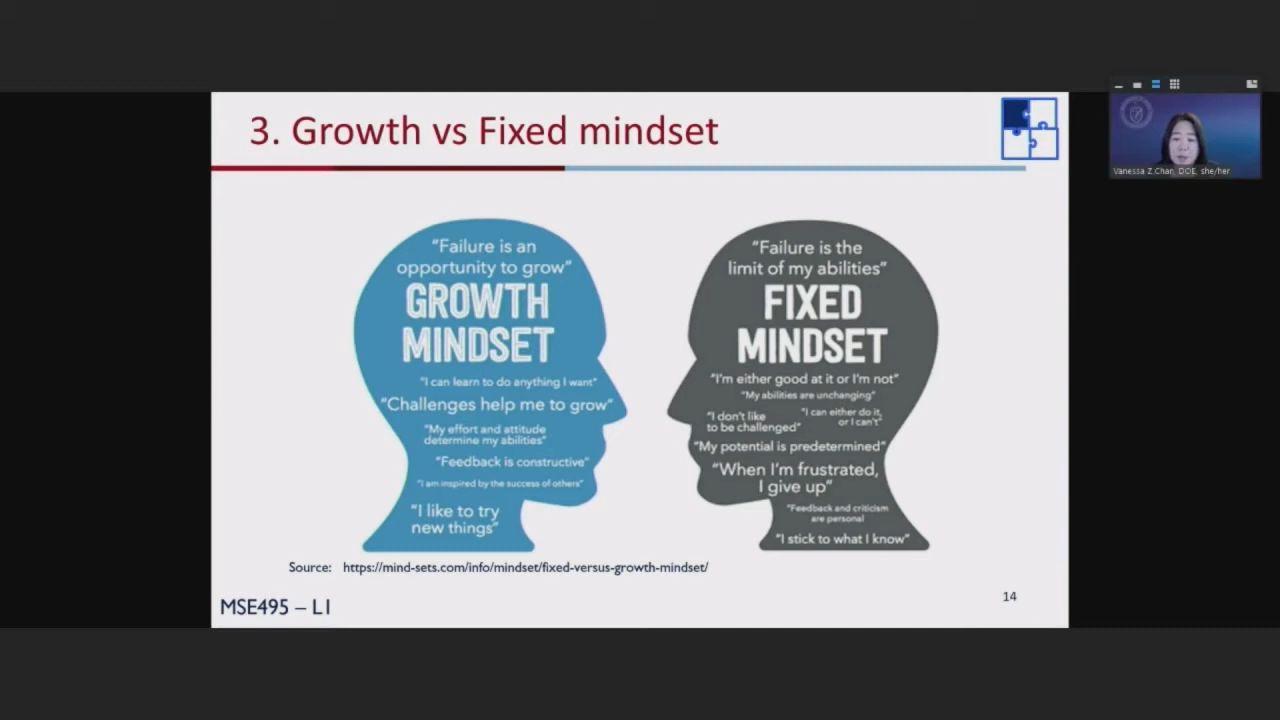 3. Growth vs Fixed mindset
Vanessa Z.Chan, DOE, she/her
"Failure is an
opportunity to grow"
GROWTH
MINDSET
"I can learn to do anything I want"
"Challenges help me to grow"
"My effort and attitude
determine my abilities"
"Feedback is constructive"
"I am inspired by the success of others"
"I like to try
new things"
"Failure is the
limit of my abilities"
FIXED
MINDSET
"I'm either good at it or I'm not"
"My abilities are unchanging"
"I don't like
to be challenged"
"I can either do it,
or I can't"
"My potential is predetermined"
"When I'm frustrated,
I give up"
"Feedback and criticism
are personal
"I stick to what I know"
Source: https://mind-sets.com/info/mindset/fixed-versus-growth-mindset/
MSE495 – L1
14